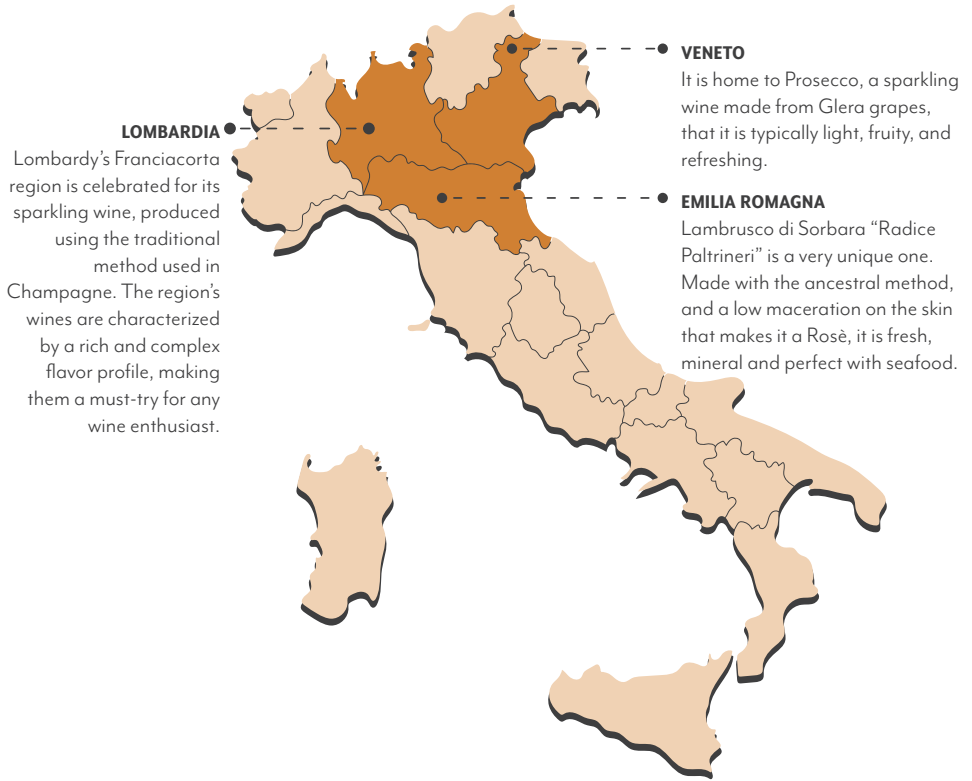 LOMBARDIA
Lombardy’s Franciacorta
region is celebrated for its
sparkling wine, produced
using the traditional
method used in
Champagne. The region’s
wines are characterized
by a rich and complex
flavor profile, making
them a must-try for any
wine enthusiast.
VENETO
It is home to Prosecco, a sparkling
wine made from Glera grapes,
that it is typically light, fruity, and
refreshing.
EMILIA ROMAGNA
Lambrusco di Sorbara “Radice
Paltrineri” is a very unique one.
Made with the ancestral method,
and a low maceration on the skin
that makes it a Rosè, it is fresh,
mineral and perfect with seafood.